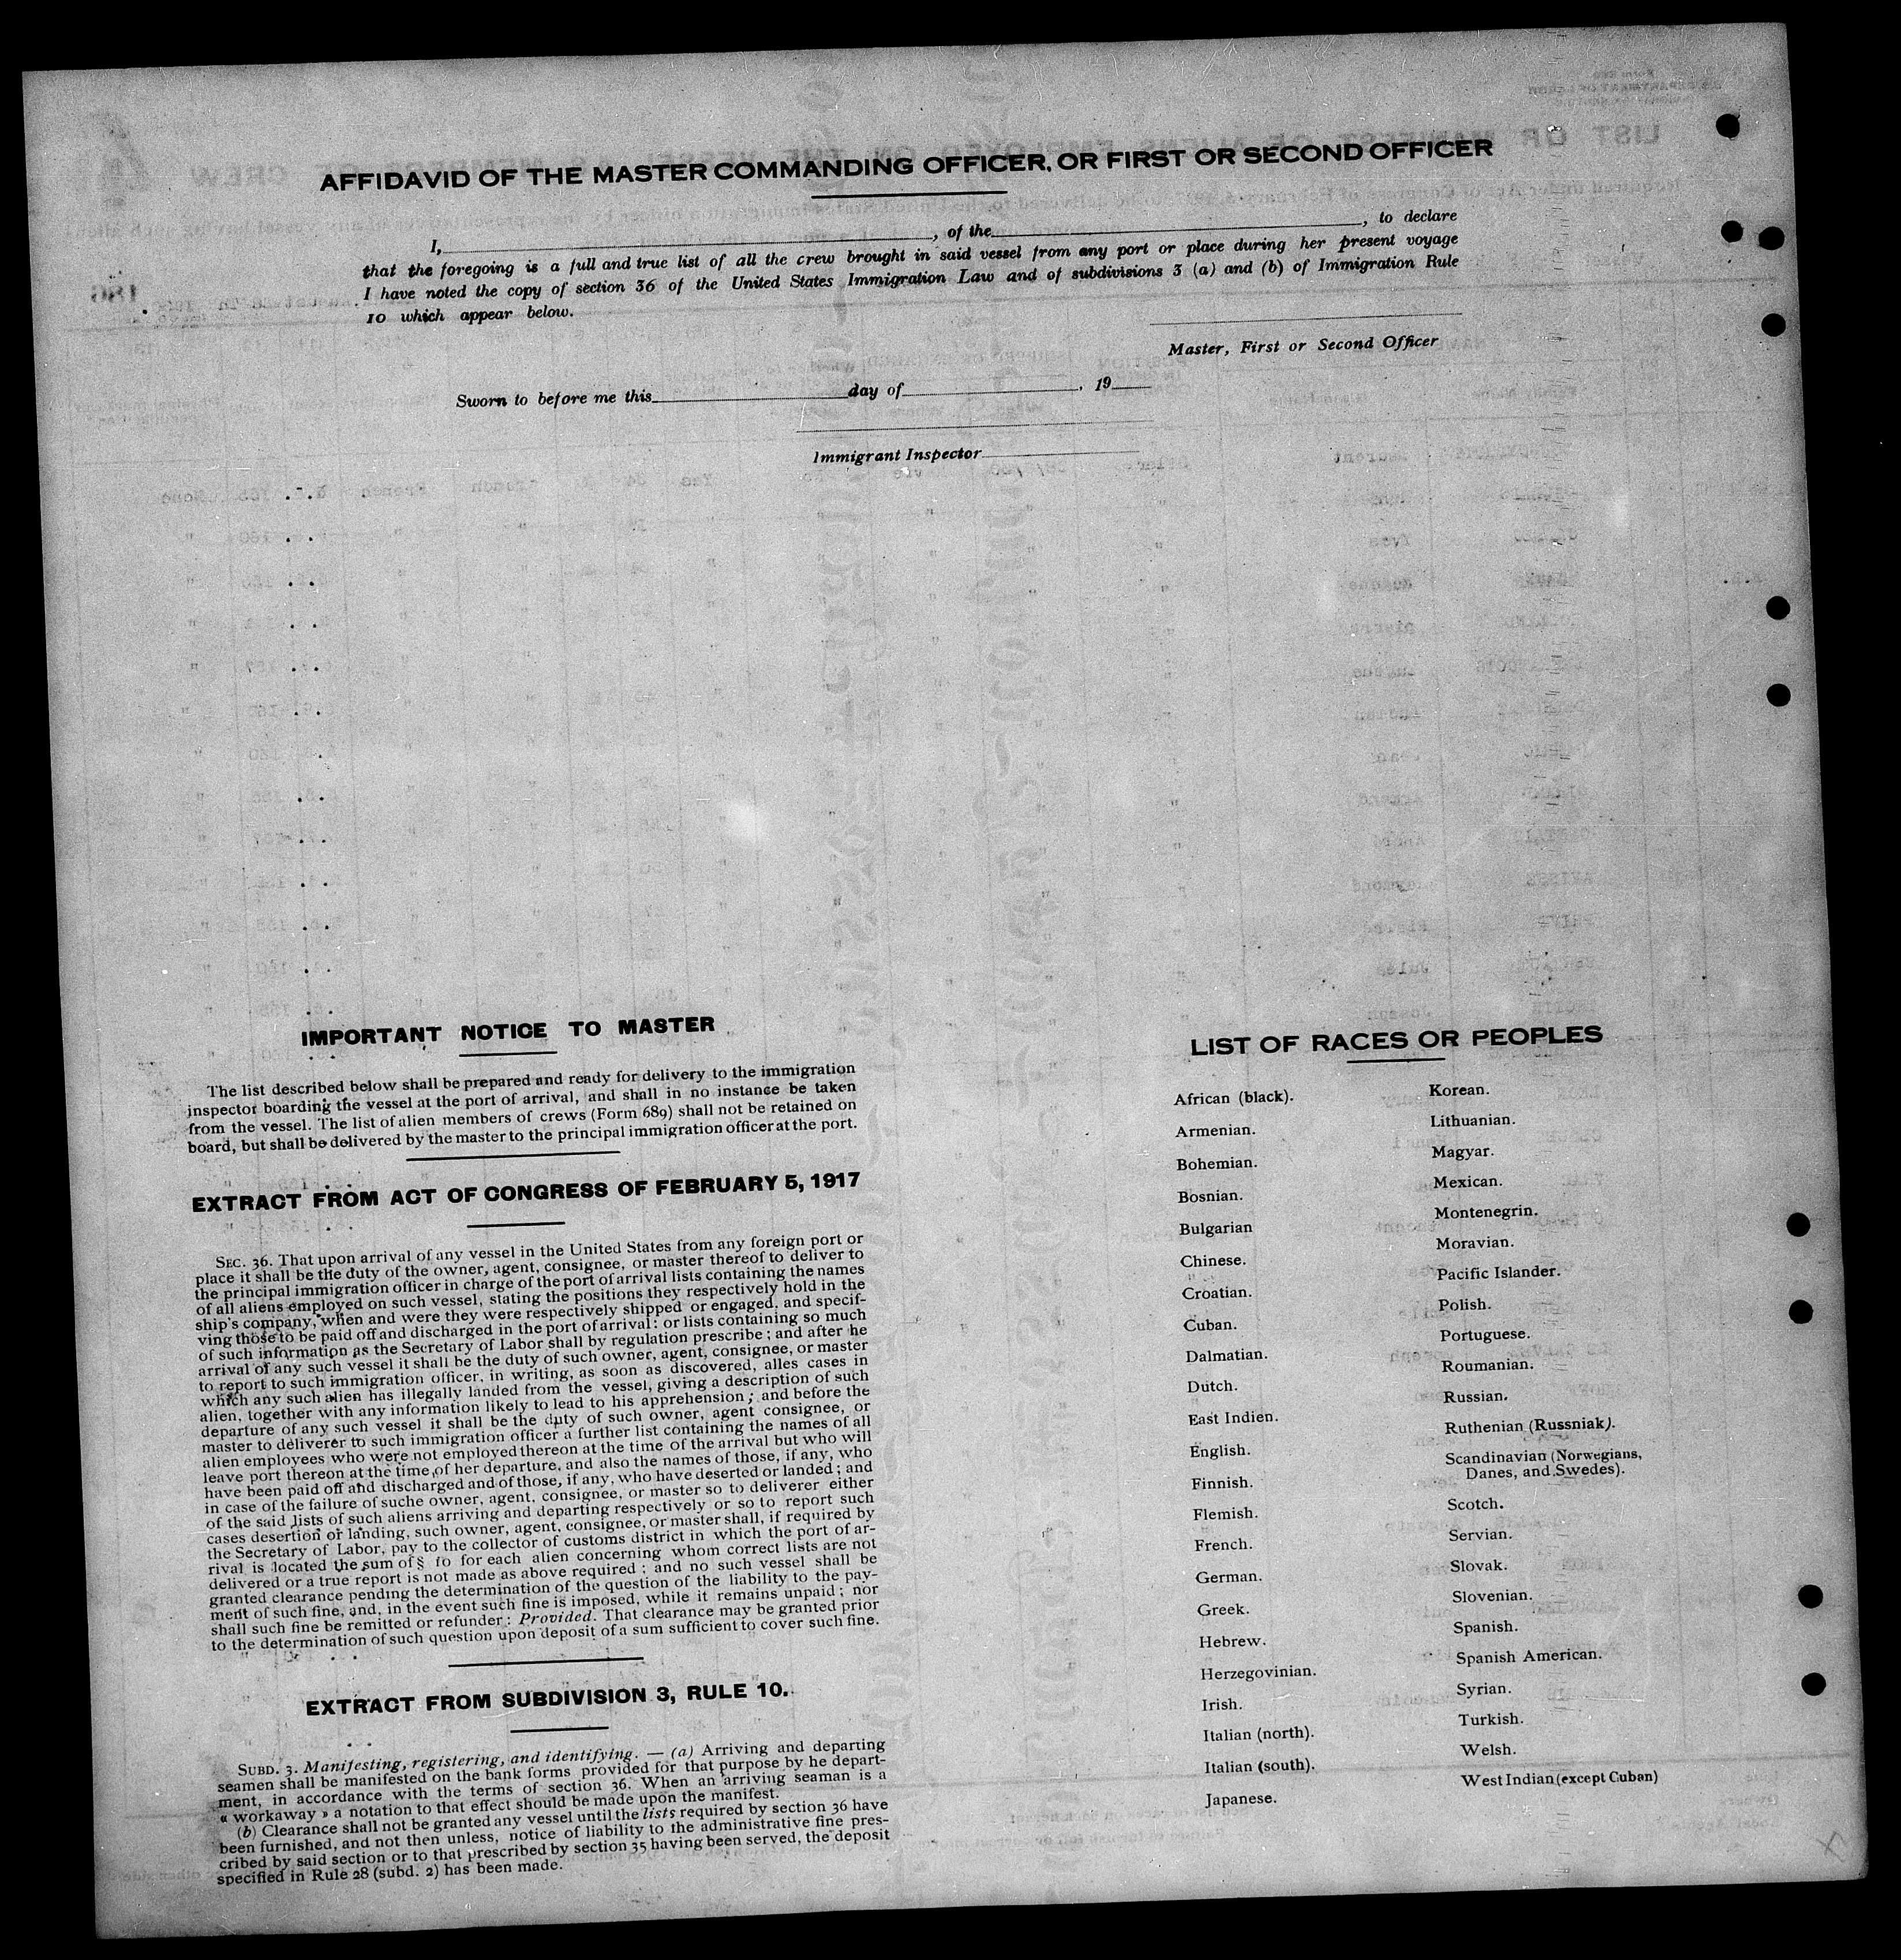 AFFIDAVID OF THE MASTER COMMANDING OFFICER, OR FIRST OR SECOND OFFICER
I, , of the , to declare
that the foregoing is a full and true list of all the crew brought in said vessel from any port or place during her present voyage
I have noted the copy of section 36 of the United States Immigration Law and of subdivisions 3 (a) and (b) of Immigration Rule
10 which appear below.
Master, First or Second Officer
Sworn to before me this day of , 19
Immigrant Inspector
IMPORTANT NOTICE TO MASTER
The list described below shall be prepared and ready for delivery to the immigration
inspector boarding the vessel at the port of arrival, and shall in no instance be taken
from the vessel. The list of alien members of crews (Form 689) shall not be retained on
board, but shall be delivered by the master to the principal immigration officer at the port.
EXTRACT FROM ACT OF CONGRESS OF FEBRUARY 5, 1917
SEC. 36. That upon arrival of any vessel in the United States from any foreign port or
place it shall be the duty of the owner, agent, consignee, or master thereof to deliver to
the principal immigration officer in charge of the port of arrival lists containing the names
of all aliens employed on such vessel, stating the positions they respectively hold in the
ship's company, when and were they were respectively shipped or engaged, and specif-
ving those to be paid off and discharged in the port of arrival: or lists containing so much
of such information as the Secretary of Labor shall by regulation prescribe; and after he
arrival of any such vessel it shall be the duty of such owner, agent, consignee, or master
to report to such immigration officer, in writing, as soon as discovered, alles cases in
which any such alien has illegally landed from the vessel, giving a description of such
alien, together with any information likely to lead to his apprehension; and before the
departure of any such vessel it shall be the duty of such owner, agent consignee, or
master to deliverer to such immigration officer a further list containing the names of all
alien employees who were not employed thereon at the time of the arrival but who will
leave port thereon at the time of her departure, and also the names of those, if any, who
have been paid off and discharged and of those, if any, who have deserted or landed; and
in case of the failure of suche owner, agent, consignee, or master so to deliverer either
of the said lists of such aliens arriving and departing respectively or so to report such
cases desertion or landing, such owner, agent, consignee, or master shall, if required by
the Secretary of Labor, pay to the collector of customs district in which the port of ar-
rival is located the sum of § 10 for each alien concerning whom correct lists are not
delivered or a true report is not made as above required; and no such vessel shall be
granted clearance pending the determination of the question of the liability to the pay-
ment of such fine, and, in the event such fine is imposed, while it remains unpaid; nor
shall such fine be remitted or refunder: Provided. That clearance may be granted prior
to the determination of such question upon deposit of a sum sufficient to cover such fine.
EXTRACT FROM SUBDIVISION 3, RULE 10.
SUBD. 3. Manifesting, registering, and identifying. — (a) Arriving and departing
seamen shall be manifested on the bank forms provided for that purpose by he depart-
ment, in accordance with the terms of section 36. When an arriving seaman is a
« workaway » a notation to that effect should be made upon the manifest.
(b) Clearance shall not be granted any vessel until the lists required by section 36 have
been furnished, and not then unless, notice of liability to the administrative fine pres-
cribed by said section or to that prescribed by section 35 having been served, the deposit
specified in Rule 28 (subd. 2) has been made.
LIST OF RACES OR PEOPLES
African (black).
Armenian.
Bohemian.
Bosnian.
Bulgarian
Chinese.
Croatian.
Cuban.
Dalmatian.
Dutch.
East Indien.
English.
Finnish.
Flemish.
French.
German.
Greek.
Hebrew.
Herzegovinian.
Irish.
Italian (north).
Italian (south).
Japanese.
Korean.
Lithuanian.
Magyar.
Mexican.
Montenegrin.
Moravian.
Pacific Islander.
Polish.
Portuguese.
Roumanian.
Russian.
Ruthenian (Russniak).
Scandinavian (Norwegians,
Danes, and Swedes).
Scotch.
Servian.
Slovak.
Slovenian.
Spanish.
Spanish American.
Syrian.
Turkish.
Welsh.
West Indian (except Cuban)